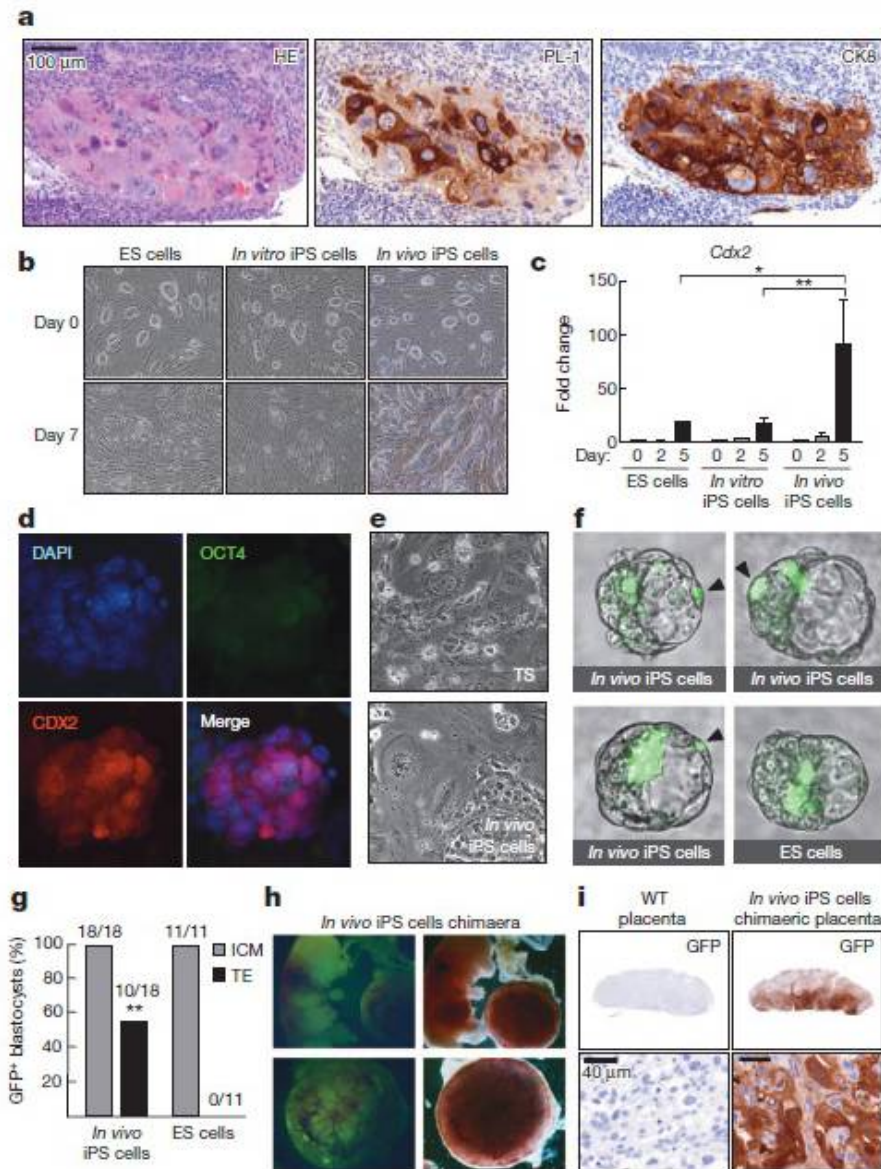 a
100 μm
HE
PL-1
CK8
b
ES cells
In vitro iPS cells
In vivo iPS cells
Day 0
Day 7
c
Cdx2
*
**
Fold change
150
100
50
0
Day: 0 2 5 0 2 5 0 2 5
ES cells
In vitro
iPS cells
In vivo
iPS cells
d
DAPI
OCT4
CDX2
Merge
e
TS
In vivo
iPS cells
f
In vivo iPS cells
In vivo iPS cells
In vivo iPS cells
ES cells
g
GFP+ blastocysts (%)
100
80
60
40
20
18/18
10/18
**
11/11
0/11
ICM
TE
In vivo
iPS cells
ES cells
h
In vivo iPS cells chimaera
i
WT
placenta
In vivo iPS cells
chimaeric placenta
GFP
GFP
40 μm